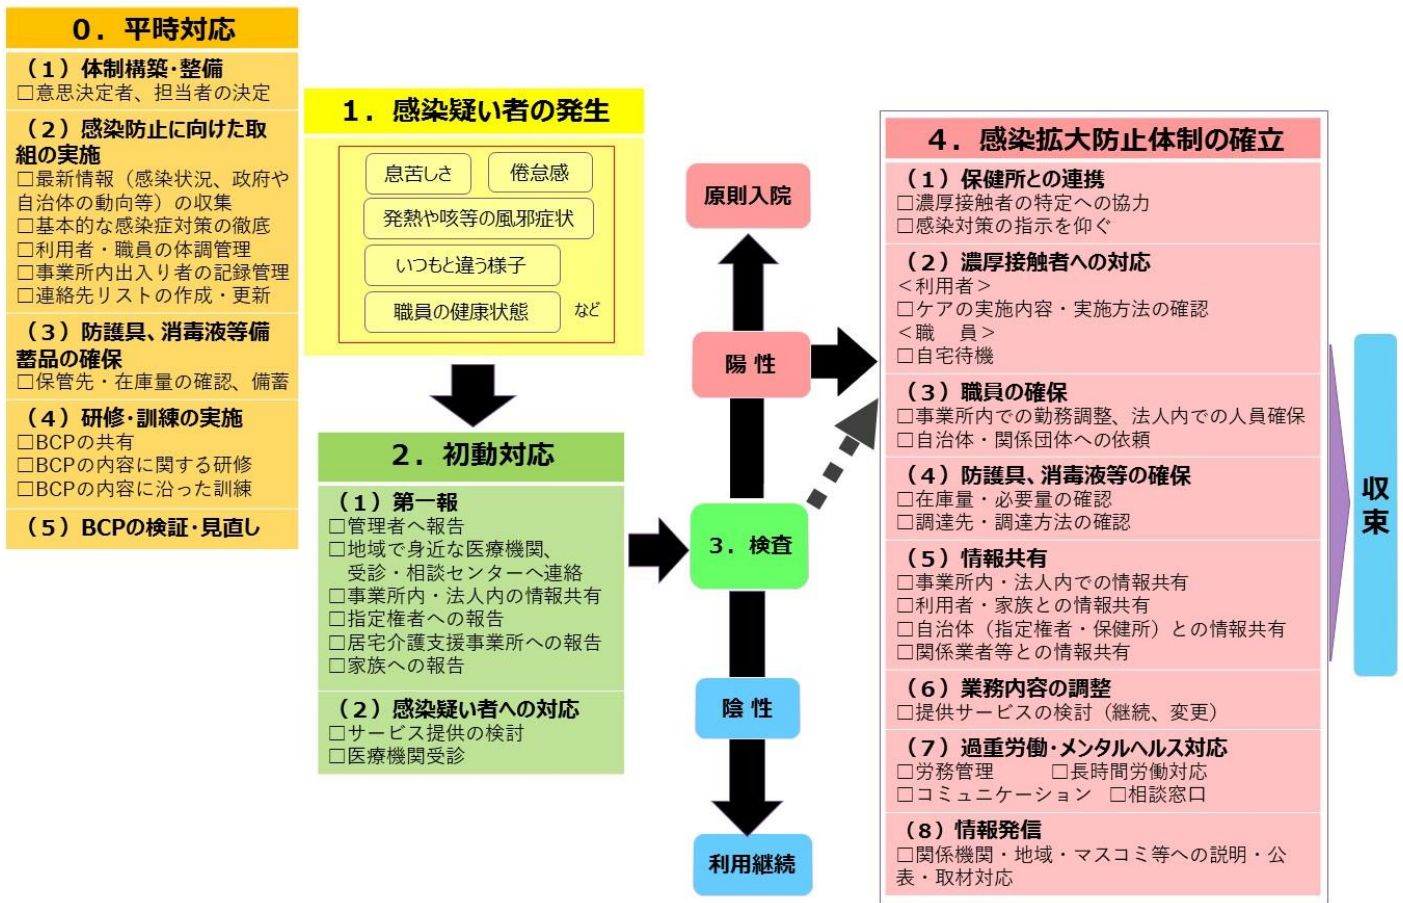 ０．平時対応
（１）体制構築・整備
□意思決定者、担当者の決定
（２）感染防止に向けた取
組の実施
□最新情報（感染状況、政府や
自治体の動向等）の収集
□基本的な感染症対策の徹底
□利用者・職員の体調管理
□事業所内出入り者の記録管理
□連絡先リストの作成・更新
（３）防護具、消毒液等備
蓄品の確保
□保管先・在庫量の確認、備蓄
（４）研修・訓練の実施
□BCPの共有
□BCPの内容に関する研修
□BCPの内容に沿った訓練
（５）BCPの検証・見直し
１．感染疑い者の発生
息苦しさ
倦怠感
発熱や咳等の風邪症状
いつもと違う様子
職員の健康状態
など
２．初動対応
（１）第一報
□管理者へ報告
□地域で身近な医療機関、
受診・相談センターへ連絡
□事業所内・法人内の情報共有
□指定権者への報告
□居宅介護支援事業所への報告
□家族への報告
（２）感染疑い者への対応
□サービス提供の検討
□医療機関受診
原則入院
陽 性
３．検査
陰 性
利用継続
４．感染拡大防止体制の確立
（１）保健所との連携
□濃厚接触者の特定への協力
□感染対策の指示を仰ぐ
（２）濃厚接触者への対応
＜利用者＞
□ケアの実施内容・実施方法の確認
＜職　員＞
□自宅待機
（３）職員の確保
□事業所内での勤務調整、法人内での人員確保
□自治体・関係団体への依頼
（４）防護具、消毒液等の確保
□在庫量・必要量の確認
□調達先・調達方法の確認
（５）情報共有
□事業所内・法人内での情報共有
□利用者・家族との情報共有
□自治体（指定権者・保健所）との情報共有
□関係業者等との情報共有
（６）業務内容の調整
□提供サービスの検討（継続、変更）
（７）過重労働・メンタルヘルス対応
□労務管理　　□長時間労働対応
□コミュニケーション　□相談窓口
（８）情報発信
□関係機関・地域・マスコミ等への説明・公
表・取材対応
収束